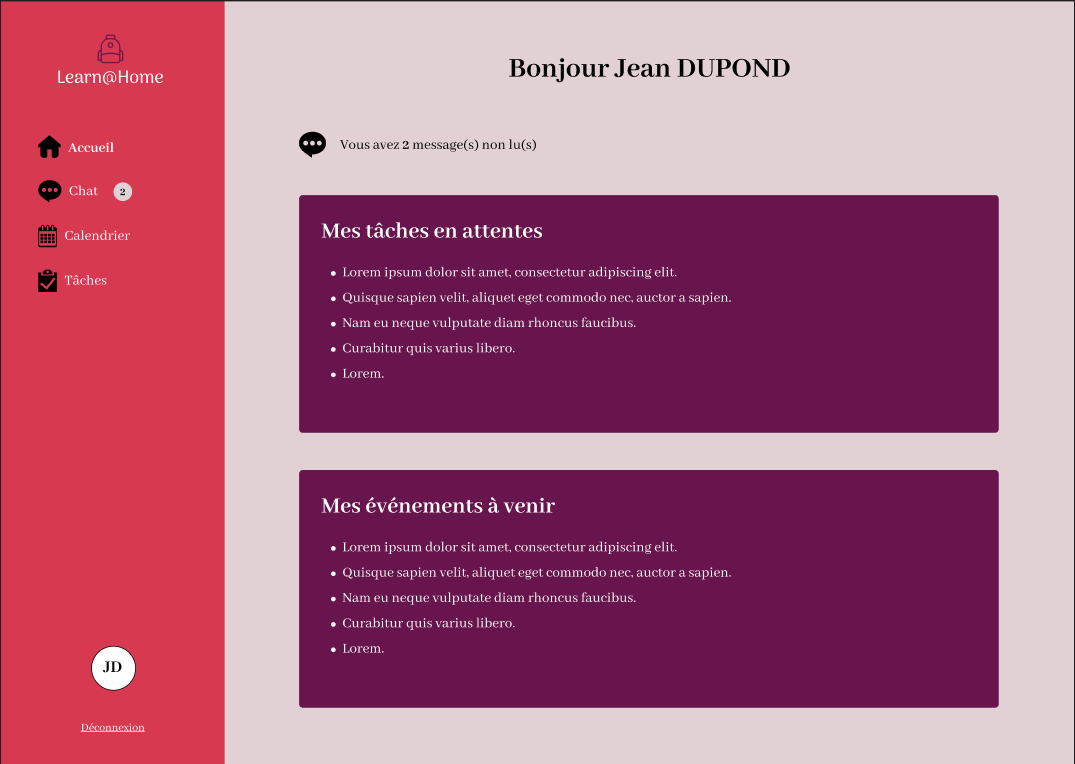 Learn@Home
Accueil
Chat 2
Calendrier
Tâches
JD
Déconnexion
Bonjour Jean DUPOND
Vous avez 2 message(s) non lu(s)
Mes tâches en attentes
• Lorem ipsum dolor sit amet, consectetur adipiscing elit.
• Quisque sapien velit, aliquet eget commodo nec, auctor a sapien.
• Nam eu neque vulputate diam rhoncus faucibus.
• Curabitur quis varius libero.
• Lorem.
Mes événements à venir
• Lorem ipsum dolor sit amet, consectetur adipiscing elit.
• Quisque sapien velit, aliquet eget commodo nec, auctor a sapien.
• Nam eu neque vulputate diam rhoncus faucibus.
• Curabitur quis varius libero.
• Lorem.